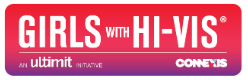 GIRLS WITH HI-VIS®
AN ultimit INITIATIVE CONNEXIS